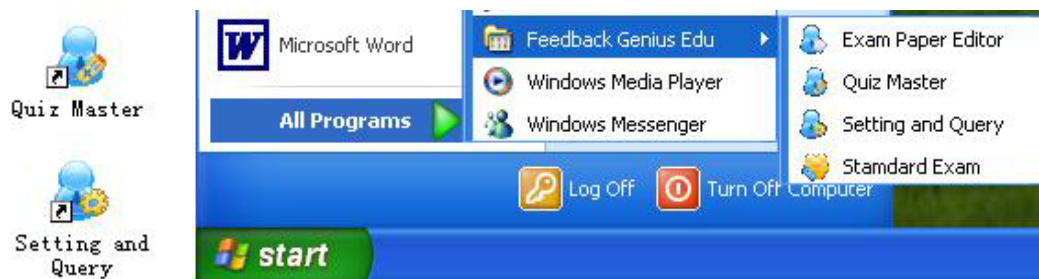 Quiz Master
Setting and
Query
W
Microsoft Word
All Programs
Feedback Genius Edu
Windows Media Player
Windows Messenger
Exam Paper Editor
Quiz Master
Setting and Query
Stamdard Exam
Log Off
Turn Off Computer
start